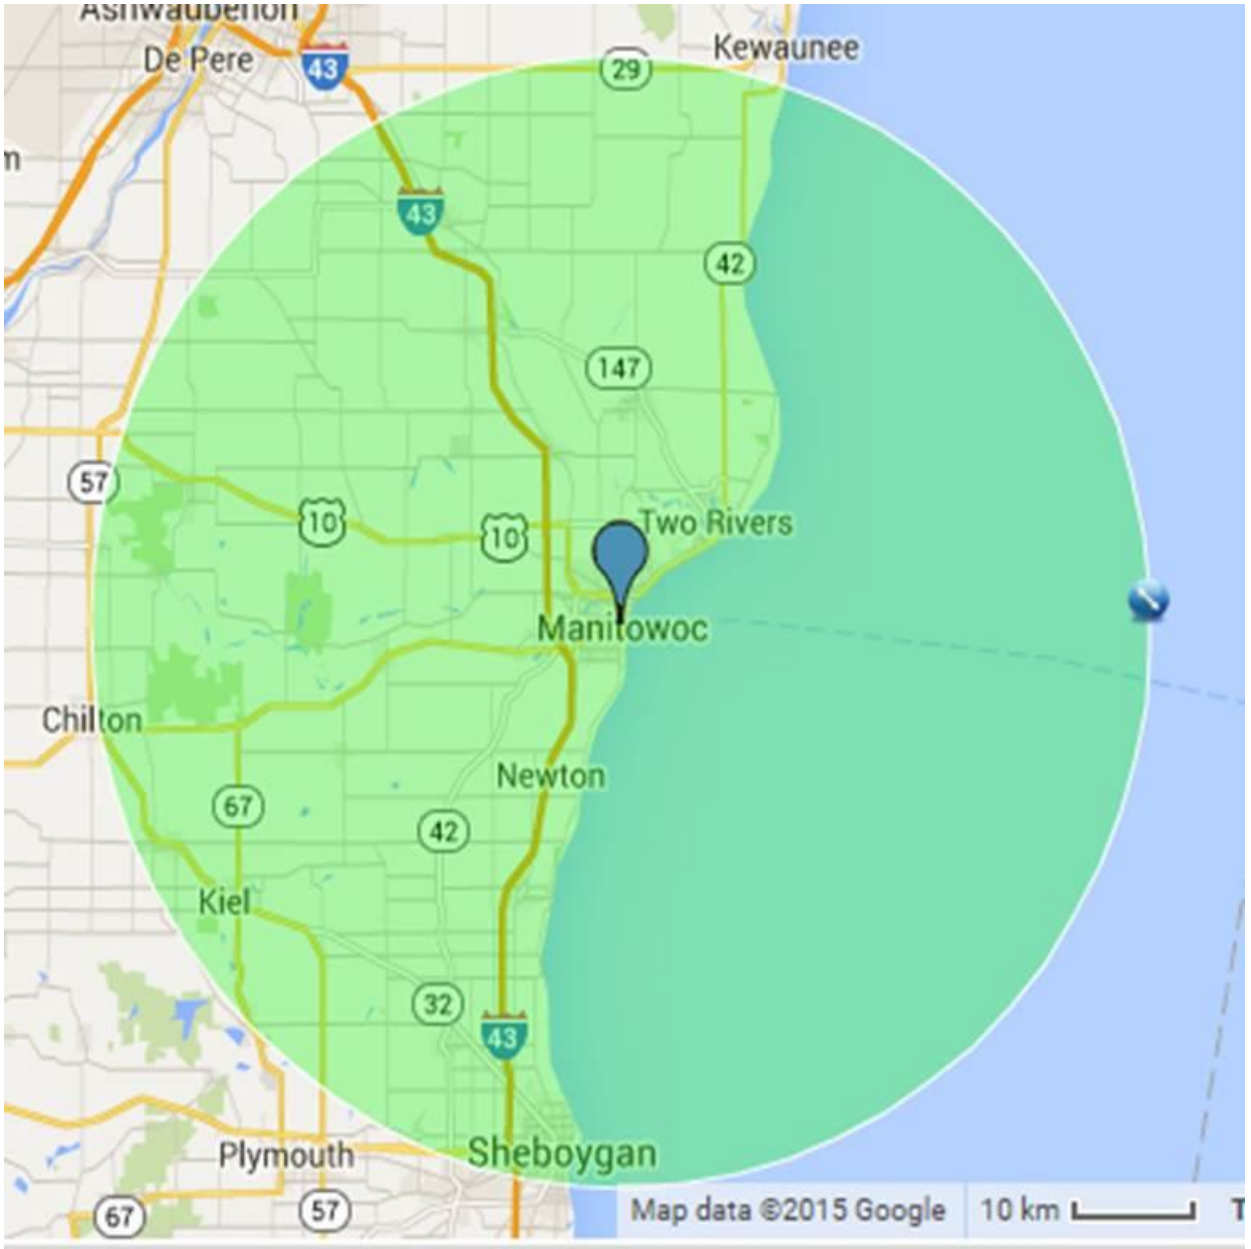 Ashwaubenon
De Pere
43
29
Kewaunee
m
43
42
147
57
10
10
Two Rivers
Manitowoc
Chilton
Newton
67
42
Kiel
32
43
Plymouth
Sheboygan
67
57
Map data ©2015 Google
10 km
T